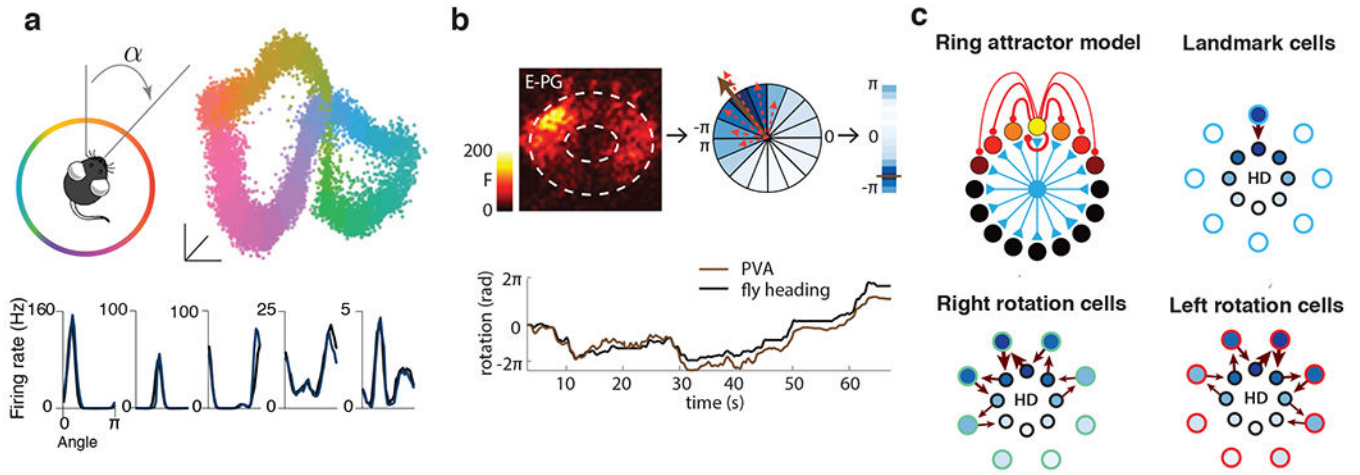 a
α
Firing rate (Hz)
160
0
0
π
Angle
100
0
100
0
25
0
5
0
b
E-PG
200
F
0
-π
π
0
π
0
-π
PVA
fly heading
rotation (rad)
2π
0
-2π
10
20
30
40
50
60
time (s)
c
Ring attractor model
Landmark cells
HD
Right rotation cells
Left rotation cells
HD
HD